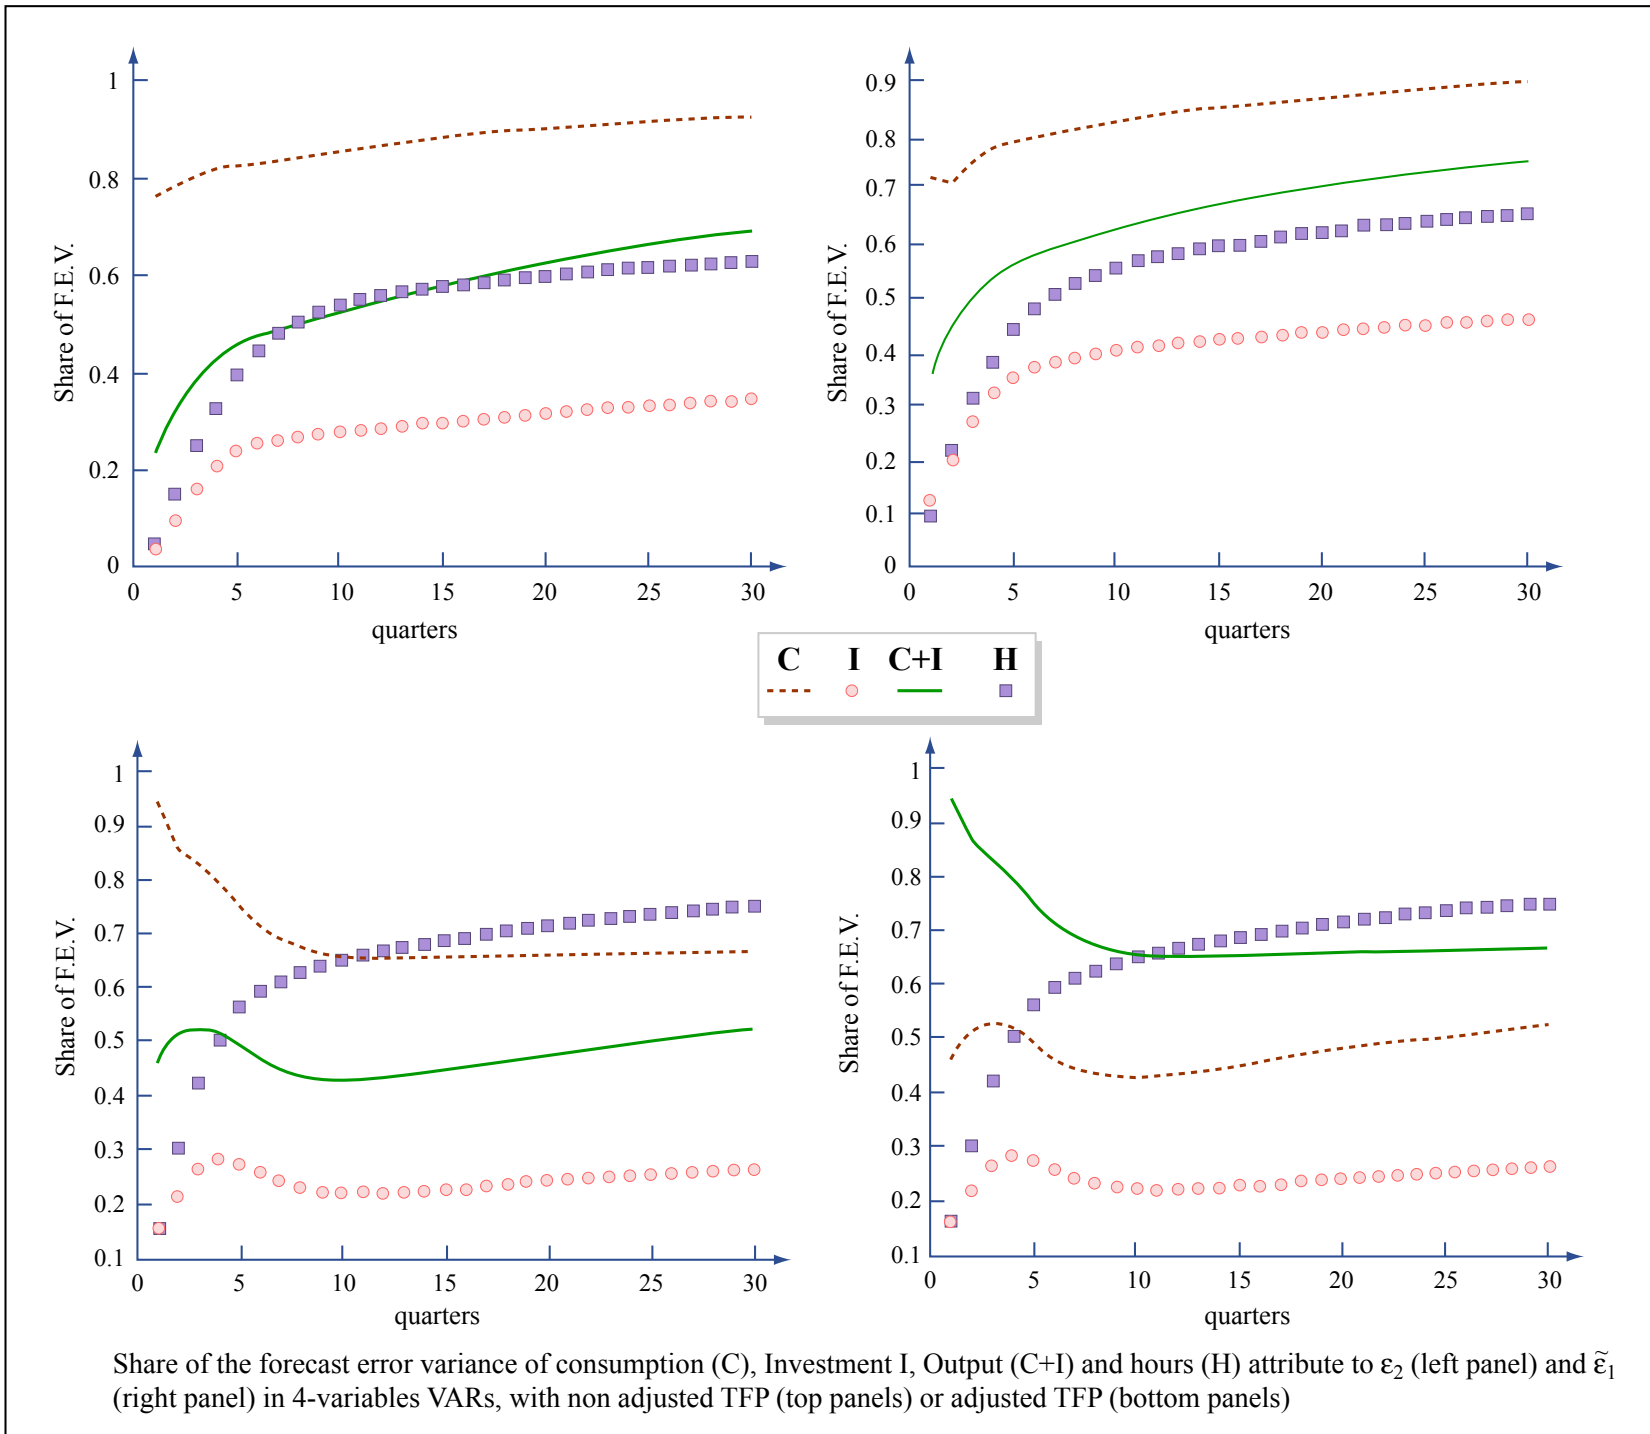 1
0.8
0.6
0.4
0.2
0
Share of F.E.V.
0 5 10 15 20 25 30
quarters
0.9
0.8
0.7
0.6
0.5
0.4
0.3
0.2
0.1
0
Share of F.E.V.
0 5 10 15 20 25 30
quarters
C I C+I H
1
0.9
0.8
0.7
0.6
0.5
0.4
0.3
0.2
0.1
Share of F.E.V.
0 5 10 15 20 25 30
quarters
1
0.9
0.8
0.7
0.6
0.5
0.4
0.3
0.2
0.1
Share of F.E.V.
0 5 10 15 20 25 30
quarters
Share of the forecast error variance of consumption (C), Investment I, Output (C+I) and hours (H) attribute to ε₂ (left panel) and ε̃₁
(right panel) in 4-variables VARs, with non adjusted TFP (top panels) or adjusted TFP (bottom panels)